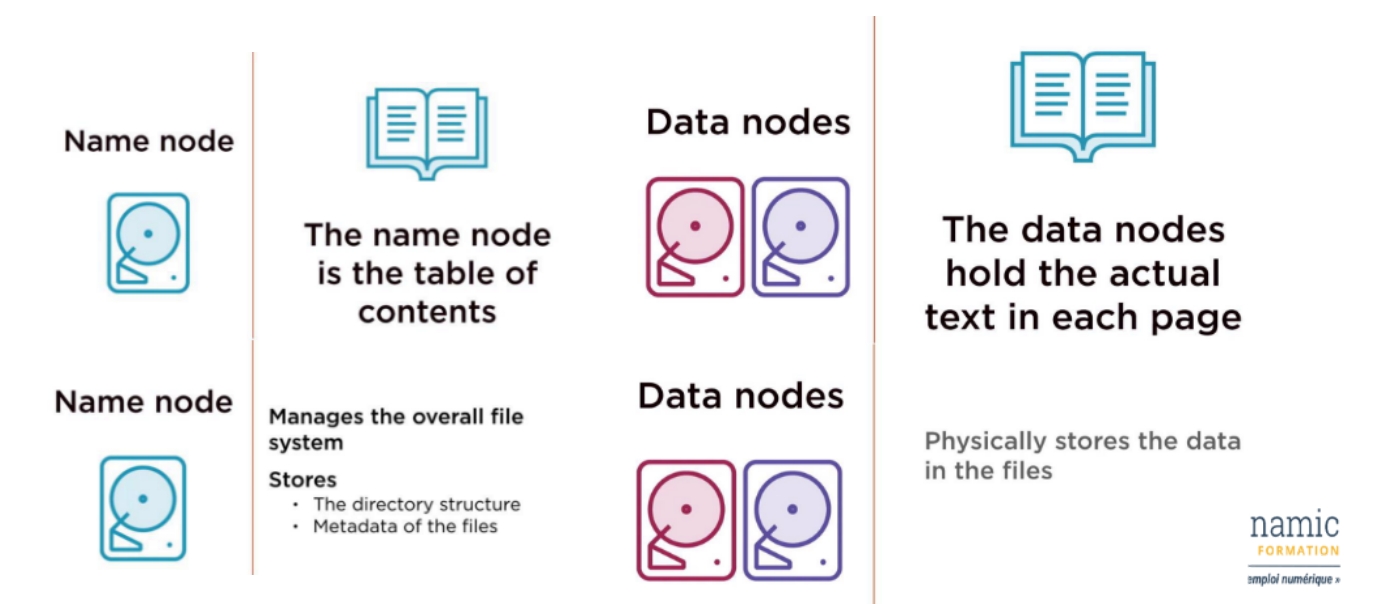 Name node
The name node
is the table of
contents
Data nodes
The data nodes
hold the actual
text in each page
Name node
Manages the overall file
system
Stores
• The directory structure
• Metadata of the files
Data nodes
Physically stores the data
in the files
namic
FORMATION
emploi numérique »